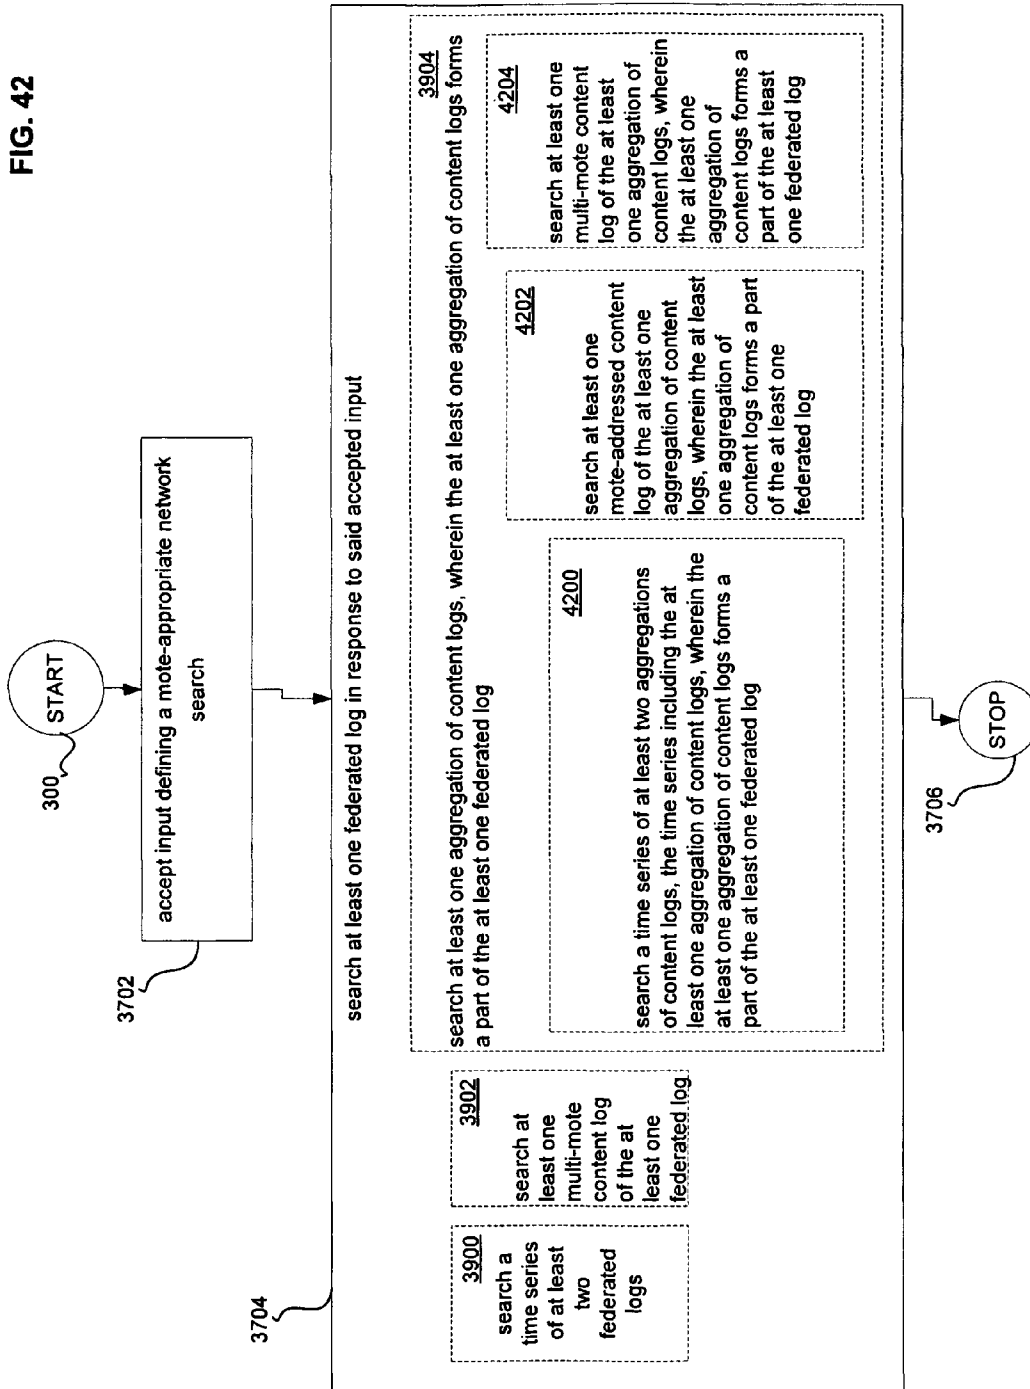 FIG. 42
START
300
accept input defining a mote-appropriate network
search
3702
search at least one federated log in response to said accepted input
3704
3900
search a
time series
of at least
two
federated
logs
3902
search at
least one
multi-mote
content log
of the at
least one
federated log
3904
search at least one aggregation of content logs, wherein the at least one aggregation of content logs forms
a part of the at least one federated log
4200
search a time series of at least two aggregations
of content logs, the time series including the at
least one aggregation of content logs, wherein the
at least one aggregation of content logs forms a
part of the at least one federated log
4202
search at least one
mote-addressed content
log of the at least one
aggregation of content
logs, wherein the at least
one aggregation of
content logs forms a part
of the at least one
federated log
4204
search at least one
multi-mote content
log of the at least
one aggregation of
content logs, wherein
the at least one
aggregation of
content logs forms a
part of the at least
one federated log
STOP
3706